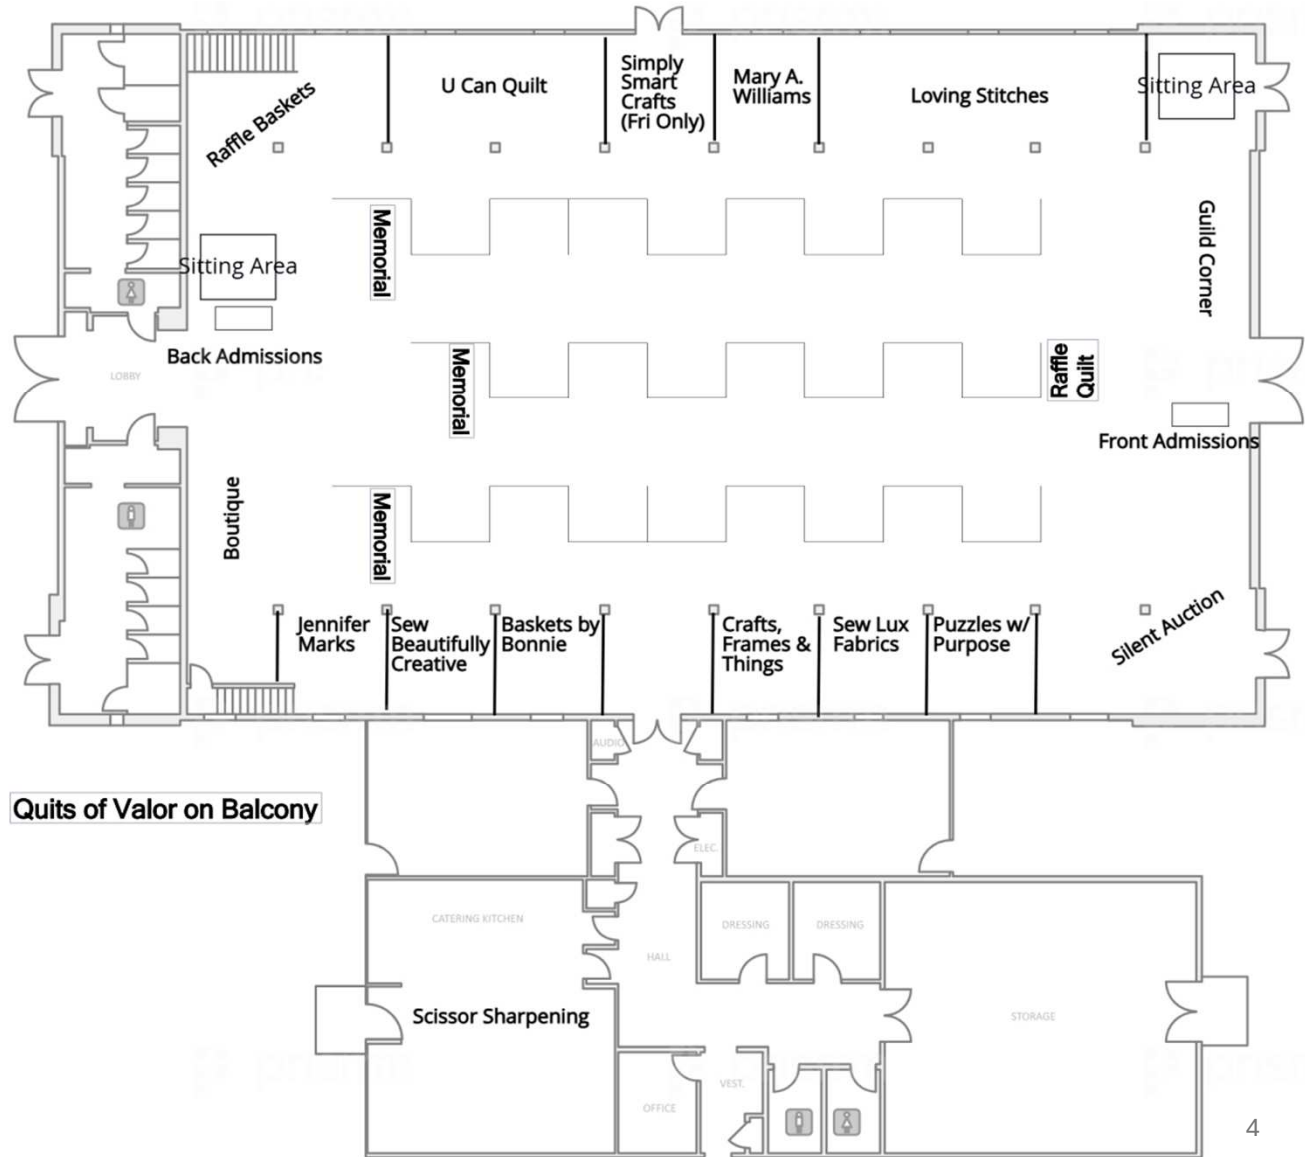 Raffle Baskets
U Can Quilt
Simply
Smart
Crafts
(Fri Only)
Mary A.
Williams
Loving Stitches
Sitting Area
Memorial
Guild Corner
Sitting Area
Back Admissions
LOBBY
Memorial
Raffle
Quilt
Front Admissions
Boutique
Memorial
Jennifer
Marks
Sew
Beautifully
Creative
Baskets by
Bonnie
Crafts,
Frames &
Things
Sew Lux
Fabrics
Puzzles w/
Purpose
Silent Auction
AUDIO
Quits of Valor on Balcony
ELEC.
CATERING KITCHEN
DRESSING
DRESSING
HALL
Scissor Sharpening
STORAGE
VEST.
OFFICE
4